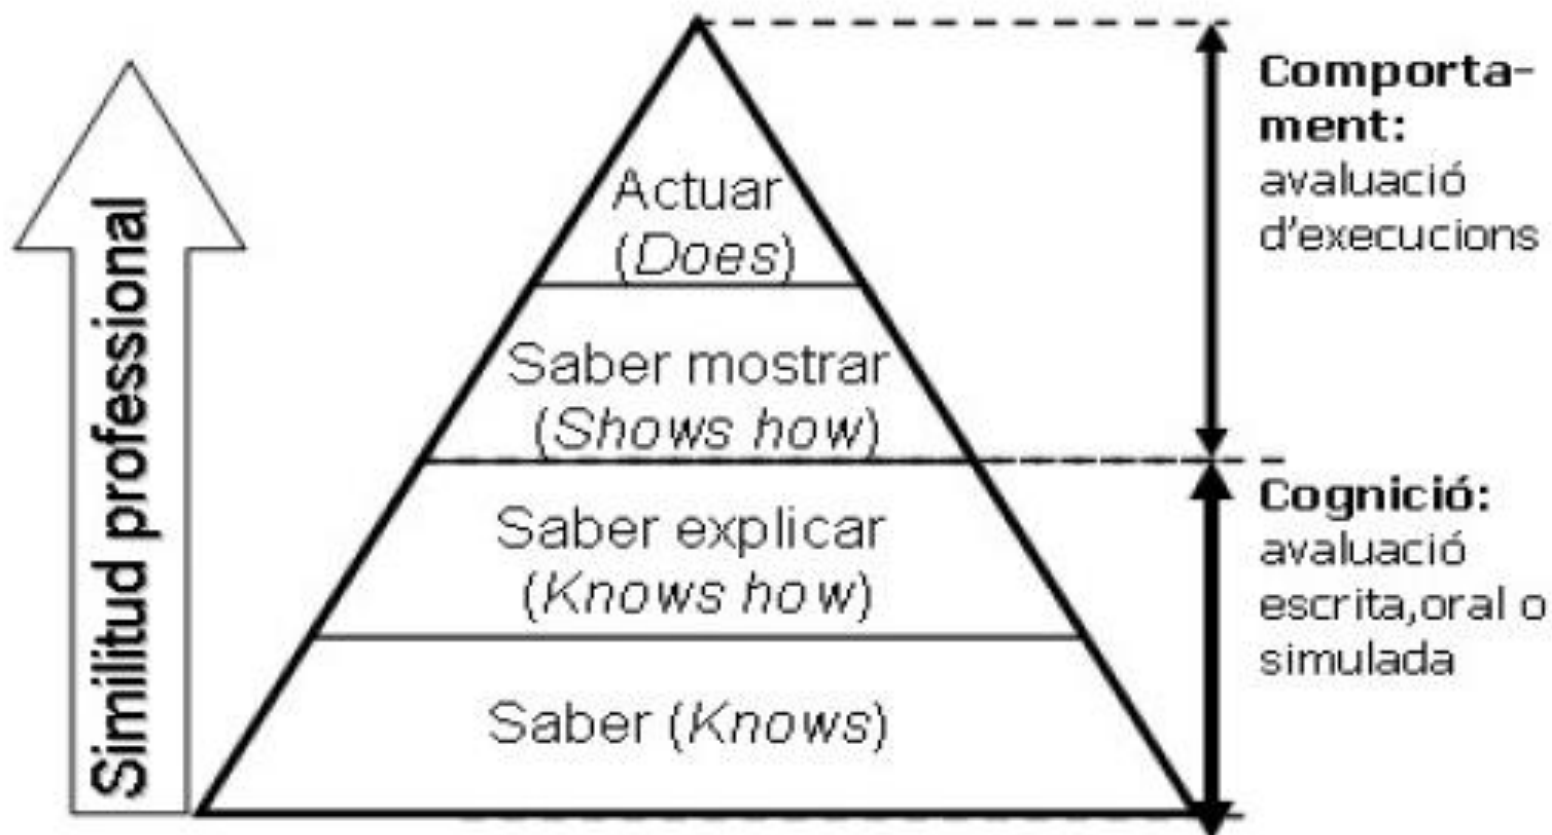 Similitud professional
Actuar
(Does)
Saber mostrar
(Shows how)
Saber explicar
(Knows how)
Saber (Knows)
Comporta-
ment:
avaluació
d'execucions
Cognició:
avaluació
escrita,oral o
simulada